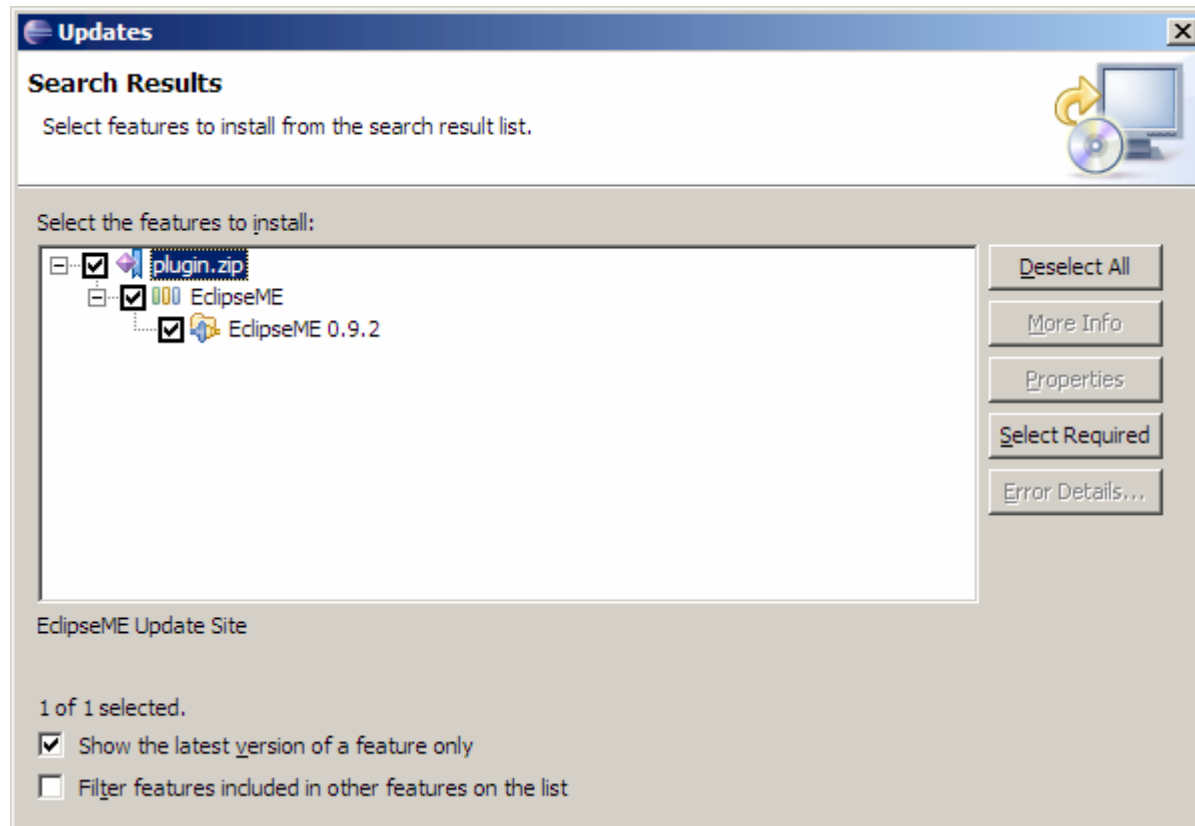 Updates
Search Results
Select features to install from the search result list.
Select the features to install:
plugin.zip
EclipseME
EclipseME 0.9.2
Deselect All
More Info
Properties
Select Required
Error Details...
EclipseME Update Site
1 of 1 selected.
Show the latest version of a feature only
Filter features included in other features on the list